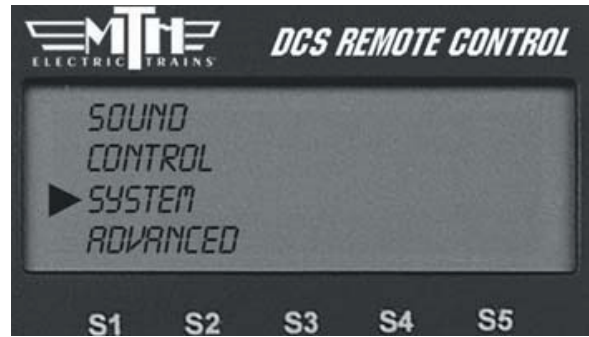 MTH
ELECTRIC TRAINS
DCS REMOTE CONTROL
SOUND
CONTROL
SYSTEM
ADVANCED
S1 S2 S3 S4 S5